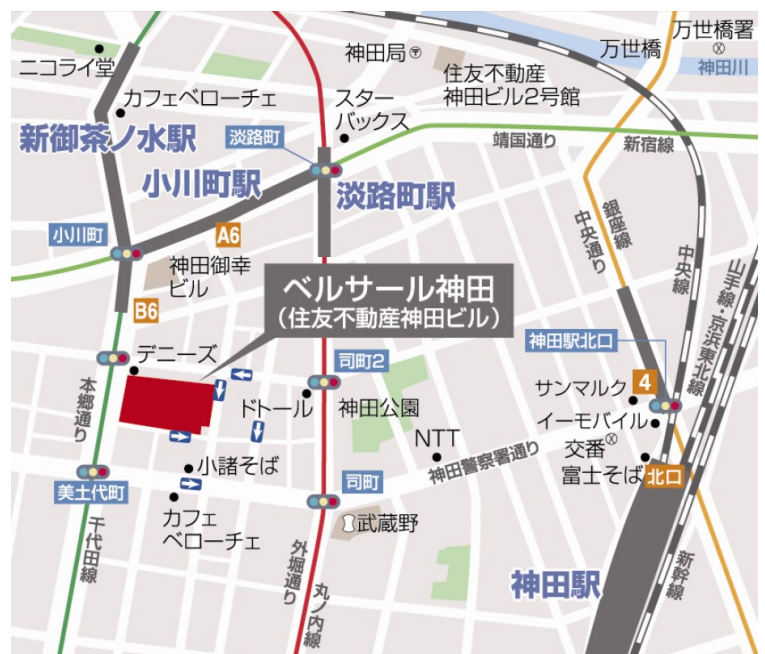 万世橋署
万世橋
神田川
神田局
住友不動産
神田ビル2号館
ニコライ堂
カフェベローチェ
スター
バックス
新御茶ノ水駅
淡路町
靖国通り
新宿線
小川町駅
淡路町駅
小川町
A6
神田御幸
ビル
銀座線
中央通り
中央線
山手線・京浜東北線
ベルサール神田
(住友不動産神田ビル)
B6
デニーズ
神田駅北口
司町2
本郷通り
ドトール
神田公園
サンマルク
4
イーモバイル
NTT
交番
神田警察署通り
小諸そば
富士そば
北口
美土代町
司町
カフェ
ベローチェ
武蔵野
千代田線
外堀通り
丸ノ内線
神田駅
新幹線